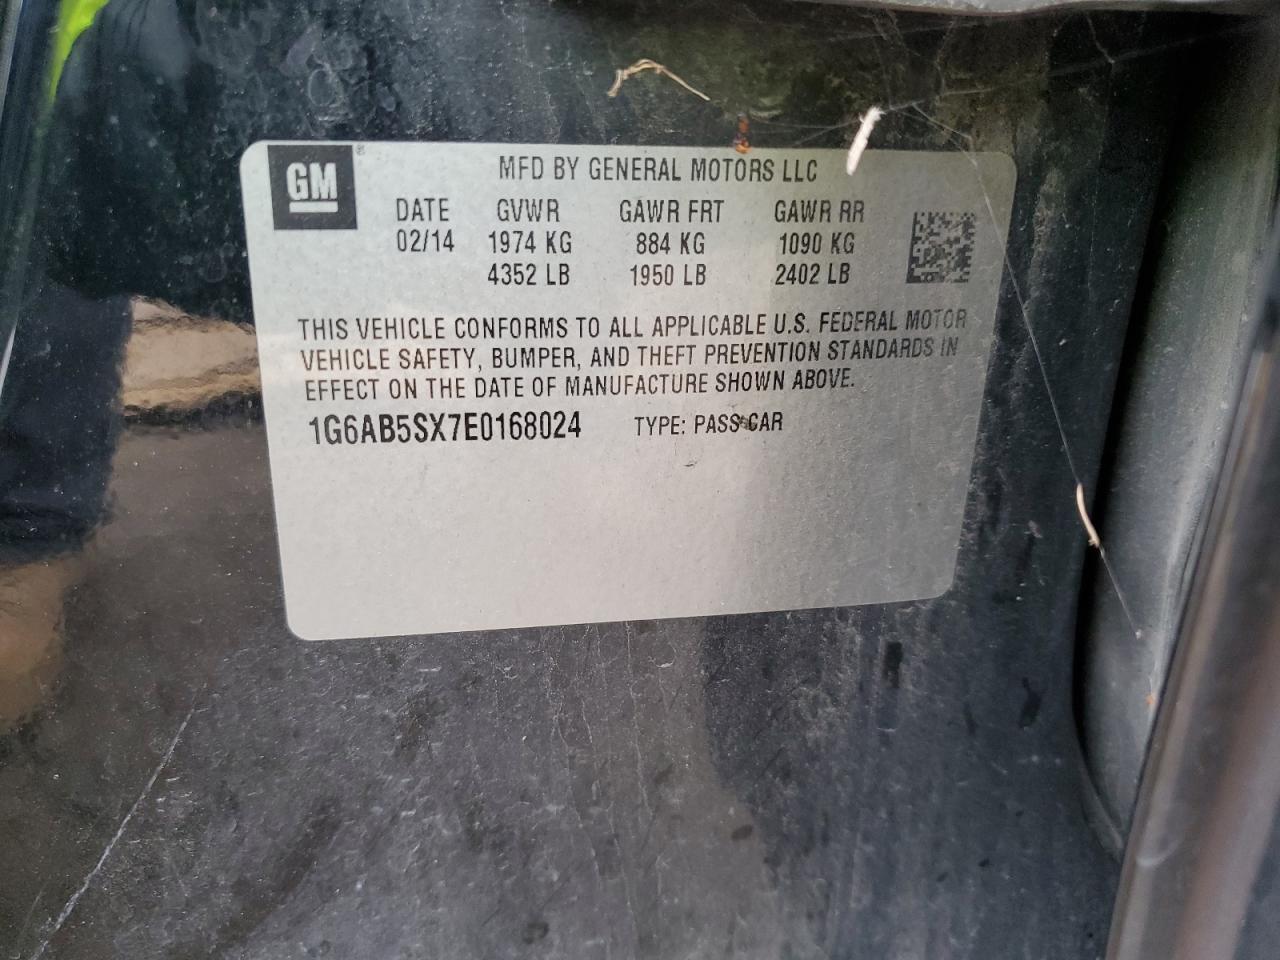 GM
MFD BY GENERAL MOTORS LLC
DATE GVWR GAWR FRT GAWR RR
02/14 1974 KG 884 KG 1090 KG
4352 LB 1950 LB 2402 LB
THIS VEHICLE CONFORMS TO ALL APPLICABLE U.S. FEDERAL MOTOR
VEHICLE SAFETY, BUMPER, AND THEFT PREVENTION STANDARDS IN
EFFECT ON THE DATE OF MANUFACTURE SHOWN ABOVE.
1G6AB5SX7E0168024 TYPE: PASS CAR